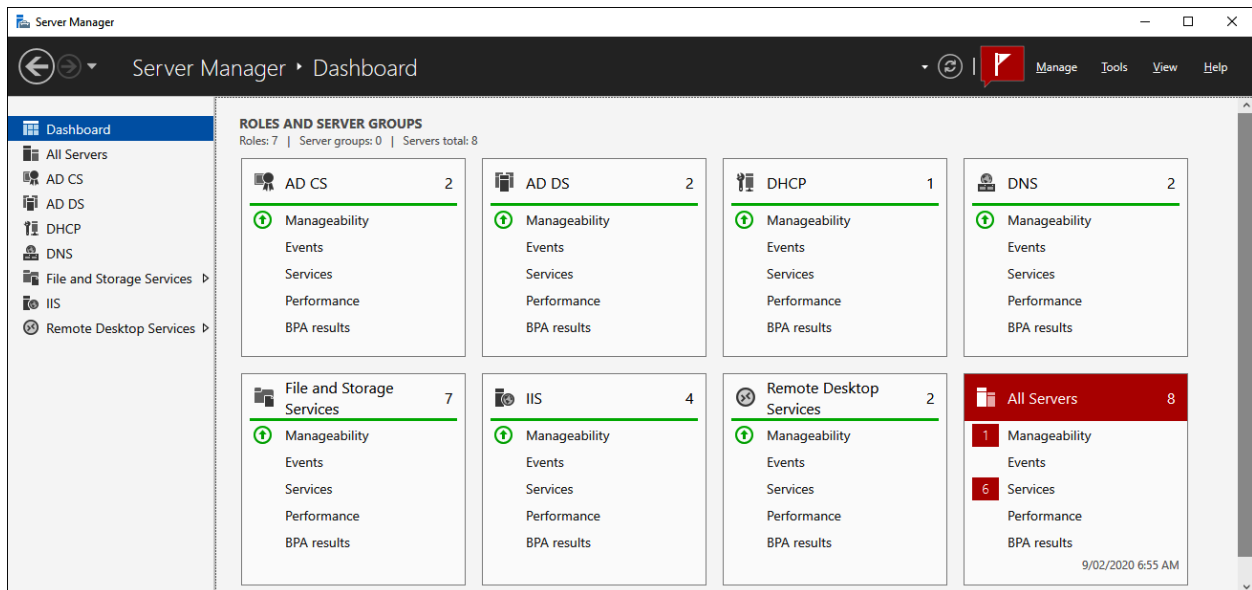 Server Manager
Server Manager • Dashboard
Manage Tools View Help
Dashboard
All Servers
AD CS
AD DS
DHCP
DNS
File and Storage Services
IIS
Remote Desktop Services
ROLES AND SERVER GROUPS
Roles: 7 | Server groups: 0 | Servers total: 8
AD CS 2
Manageability
Events
Services
Performance
BPA results
AD DS 2
Manageability
Events
Services
Performance
BPA results
DHCP 1
Manageability
Events
Services
Performance
BPA results
DNS 2
Manageability
Events
Services
Performance
BPA results
File and Storage
Services 7
Manageability
Events
Services
Performance
BPA results
IIS 4
Manageability
Events
Services
Performance
BPA results
Remote Desktop
Services 2
Manageability
Events
Services
Performance
BPA results
All Servers 8
1 Manageability
Events
6 Services
Performance
BPA results
9/02/2020 6:55 AM